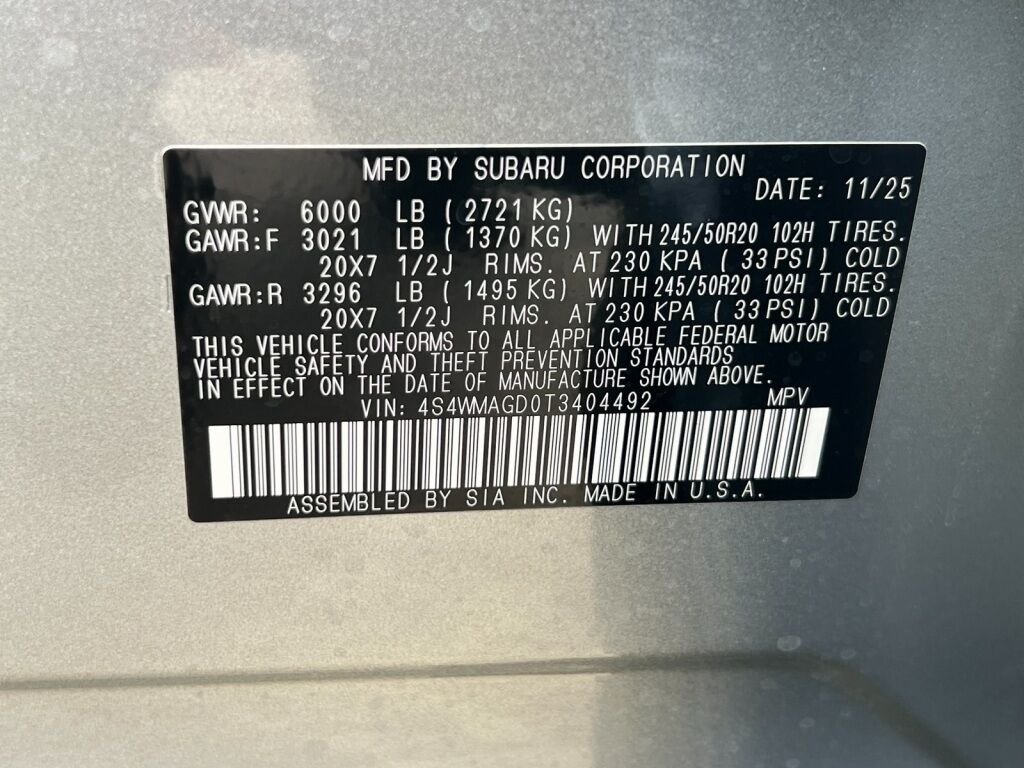 MFD BY SUBARU CORPORATION
DATE: 11/25
GVWR: 6000 LB ( 2721 KG)
GAWR:F 3021 LB ( 1370 KG) WITH 245/50R20 102H TIRES.
20X7 1/2J RIMS. AT 230 KPA ( 33 PSI) COLD
GAWR:R 3296 LB ( 1495 KG) WITH 245/50R20 102H TIRES.
20X7 1/2J RIMS. AT 230 KPA ( 33 PSI) COLD
THIS VEHICLE CONFORMS TO ALL APPLICABLE FEDERAL MOTOR
VEHICLE SAFETY AND THEFT PREVENTION STANDARDS
IN EFFECT ON THE DATE OF MANUFACTURE SHOWN ABOVE.
VIN: 4S4WMAGD0T3404492 MPV
ASSEMBLED BY SIA INC. MADE IN U.S.A.